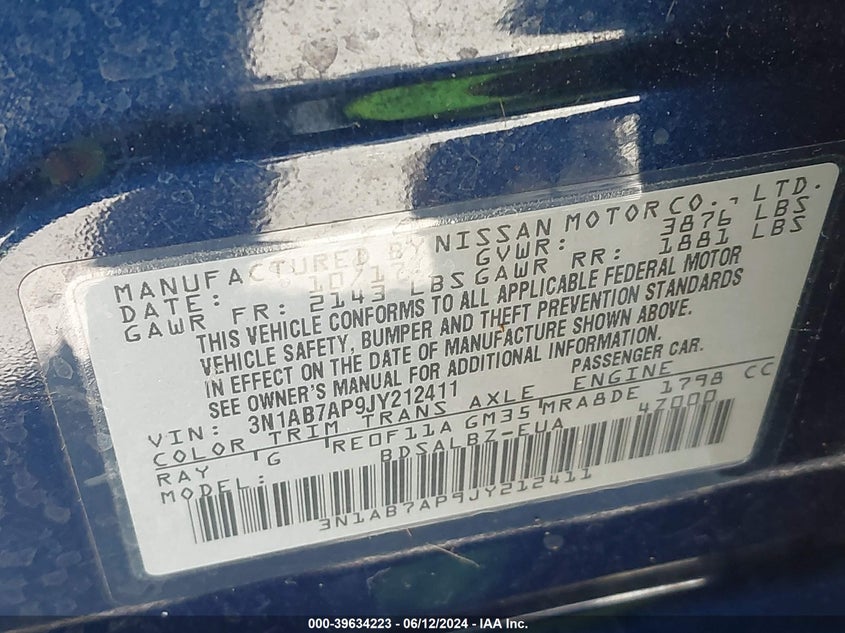 MANUFACTURED BY NISSAN MOTOR CO., LTD.
DATE: 10/17 GVWR: 3876 LBS
GAWR FR: 2143 LBS GAWR RR: 1881 LBS
THIS VEHICLE CONFORMS TO ALL APPLICABLE FEDERAL MOTOR
VEHICLE SAFETY, BUMPER AND THEFT PREVENTION STANDARDS
IN EFFECT ON THE DATE OF MANUFACTURE SHOWN ABOVE.
SEE OWNER'S MANUAL FOR ADDITIONAL INFORMATION.
VIN: 3N1AB7AP9JY212411 PASSENGER CAR.
COLOR TRIM TRANS AXLE ENGINE
RAY G RE0F11A GM35 MRA8DE 1798 CC
MODEL: BDSALBZ-EUA 47000
3N1AB7AP9JY212411
000-39634223 - 06/12/2024 - IAA Inc.